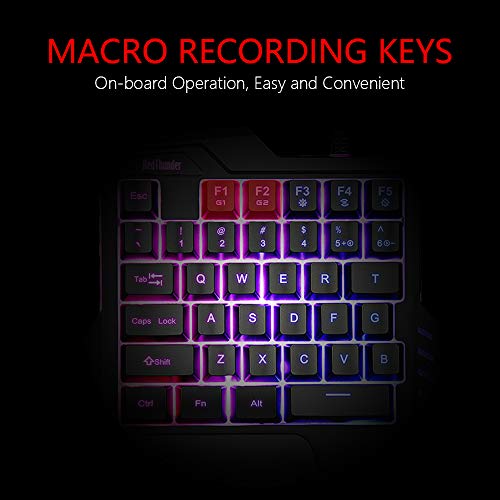 MACRO RECORDING KEYS
On-board Operation, Easy and Convenient
RedThunder
Esc F1 G1 F2 G2 F3 F4 F5
~ ` ! 1 @ 2 # 3 $ 4 % 5 ^ 6
Tab Q W E R T
Caps Lock A S D F G
Shift Z X C V B
Ctrl Fn Alt